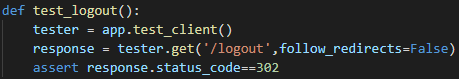 def test_logout():
    tester = app.test_client()
    response = tester.get('/logout',follow_redirects=False)
    assert response.status_code==302